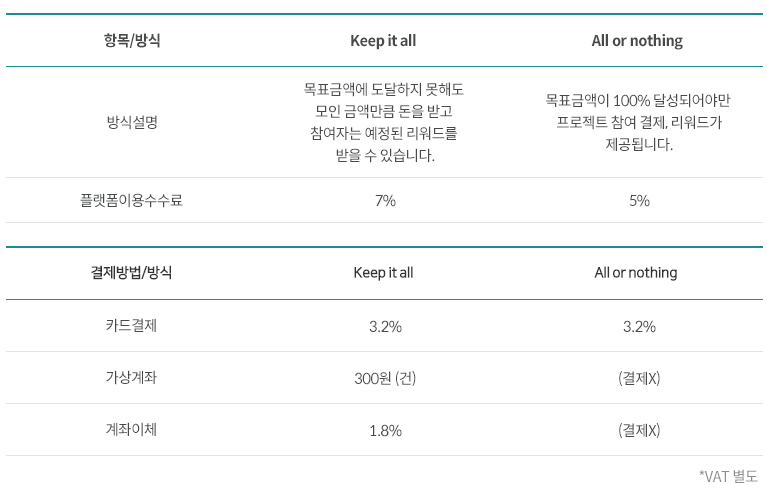 항목/방식 Keep it all All or nothing
방식설명
목표금액에 도달하지 못해도
모인 금액만큼 돈을 받고
참여자는 예정된 리워드를
받을 수 있습니다.
목표금액이 100% 달성되어야만
프로젝트 참여 결제, 리워드가
제공됩니다.
플랫폼이용수수료 7% 5%
결제방법/방식 Keep it all All or nothing
카드결제 3.2% 3.2%
가상계좌 300원 (건) (결제X)
계좌이체 1.8% (결제X)
*VAT 별도